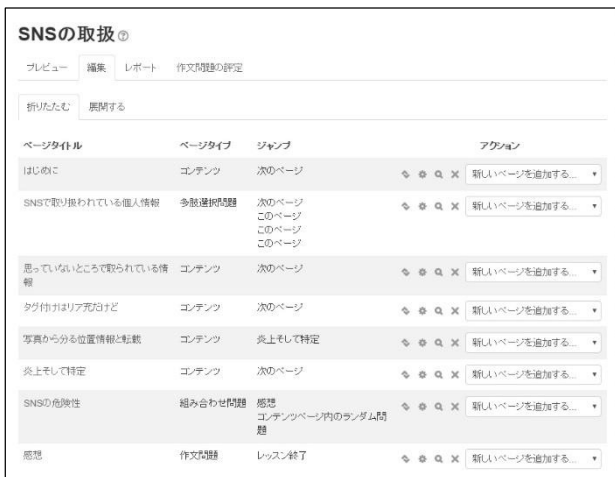 SNSの取扱
プレビュー 編集 レポート 作文問題の評定
折りたたむ 展開する
ページタイトル ページタイプ ジャンプ アクション
はじめに コンテンツ 次のページ 新しいページを追加する...
SNSで取り扱われている個人情報 多肢選択問題 次のページ 新しいページを追加する...
このページ
このページ
このページ
思っていないところで取られている情 コンテンツ 次のページ 新しいページを追加する...
報
タグ付けはリア充だけど コンテンツ 次のページ 新しいページを追加する...
写真から分る位置情報と転載 コンテンツ 炎上そして特定 新しいページを追加する...
炎上そして特定 コンテンツ 次のページ 新しいページを追加する...
SNSの危険性 組み合わせ問題 感想 新しいページを追加する...
コンテンツページ内のランダム問
題
感想 作文問題 レッスン終了 新しいページを追加する...